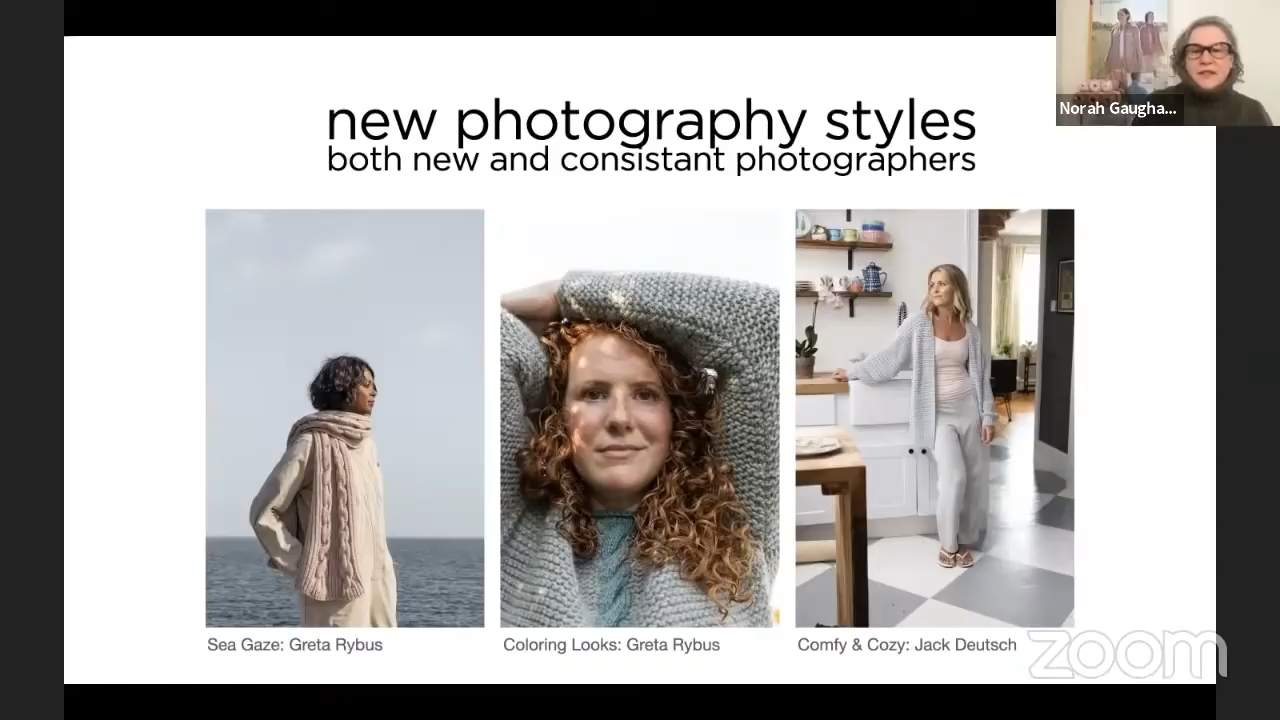 Norah Gaugha...
new photography styles
both new and consistant photographers
Sea Gaze: Greta Rybus
Coloring Looks: Greta Rybus
Comfy & Cozy: Jack Deutsch
zoom